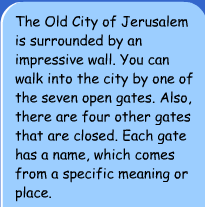 The Old City of Jerusalem
is surrounded by an
impressive wall. You can
walk into the city by one of
the seven open gates. Also,
there are four other gates
that are closed. Each gate
has a name, which comes
from a specific meaning or
place.